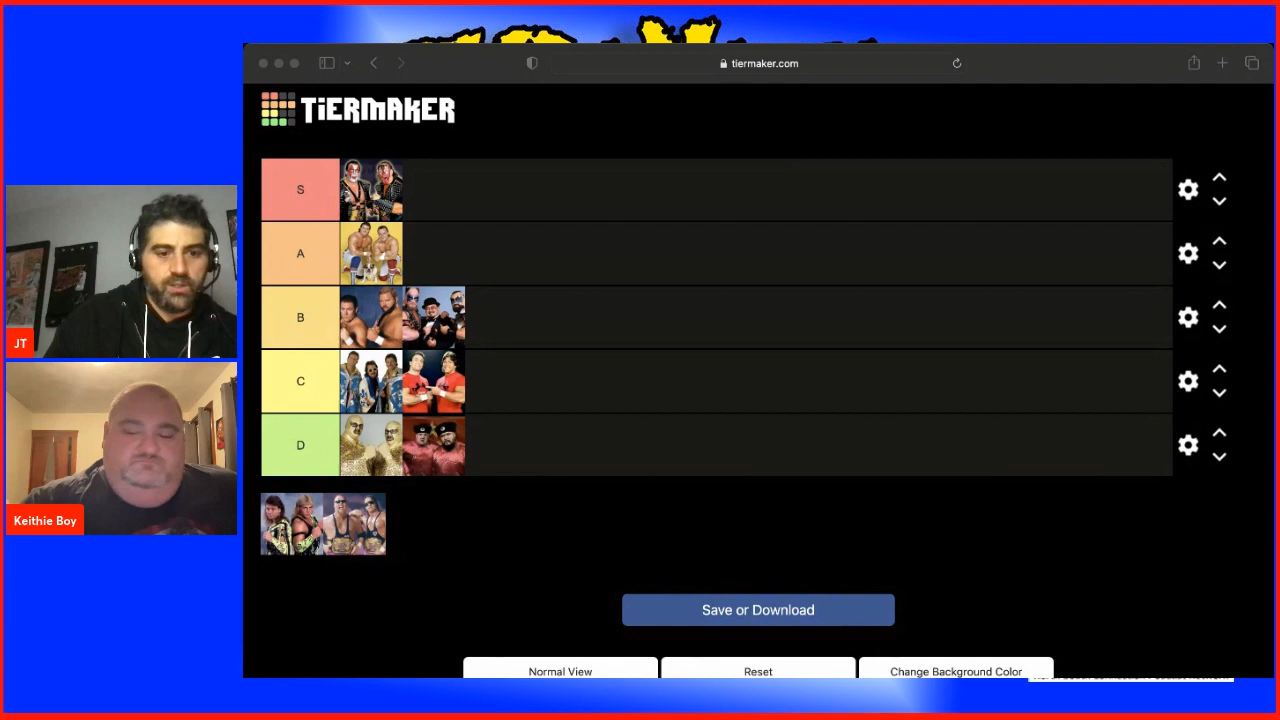 tiermaker.com
TiERMAKER
S
A
B
C
D
JT
Keithie Boy
Save or Download
Normal View
Reset
Change Background Color